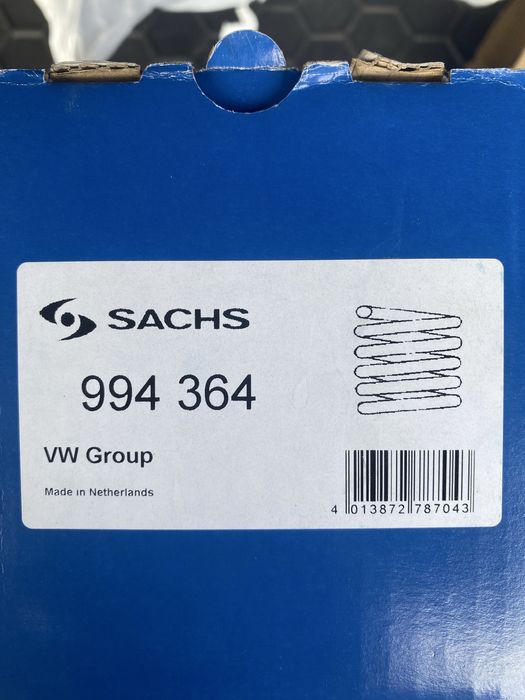 SACHS
994 364
VW Group
Made in Netherlands
4 013872 787043